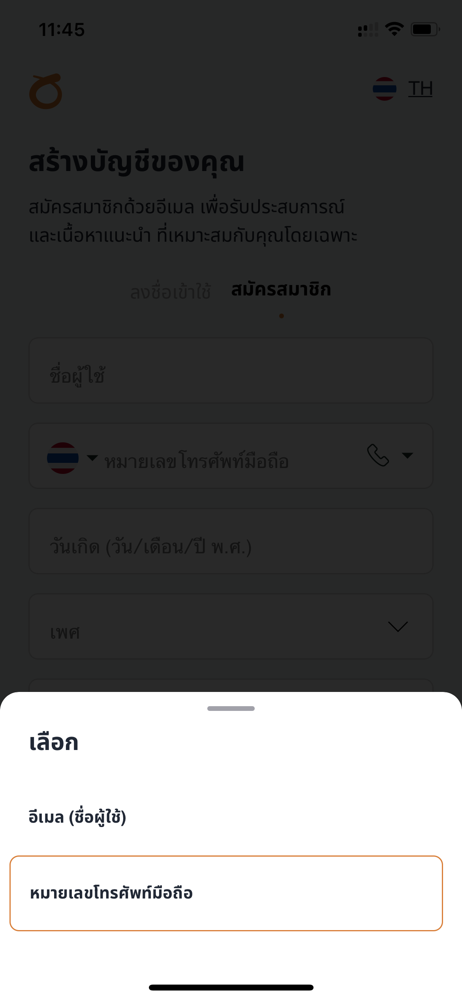 11:45
TH
สร้างบัญชีของคุณ
สมัครสมาชิกด้วยอีเมล เพื่อรับประสบการณ์
และเนื้อหาแนะนำ ที่เหมาะสมกับคุณโดยเฉพาะ
ลงชื่อเข้าใช้ สมัครสมาชิก
ชื่อผู้ใช้
หมายเลขโทรศัพท์มือถือ
วันเกิด (วัน/เดือน/ปี พ.ศ.)
เพศ
เลือก
อีเมล (ชื่อผู้ใช้)
หมายเลขโทรศัพท์มือถือ